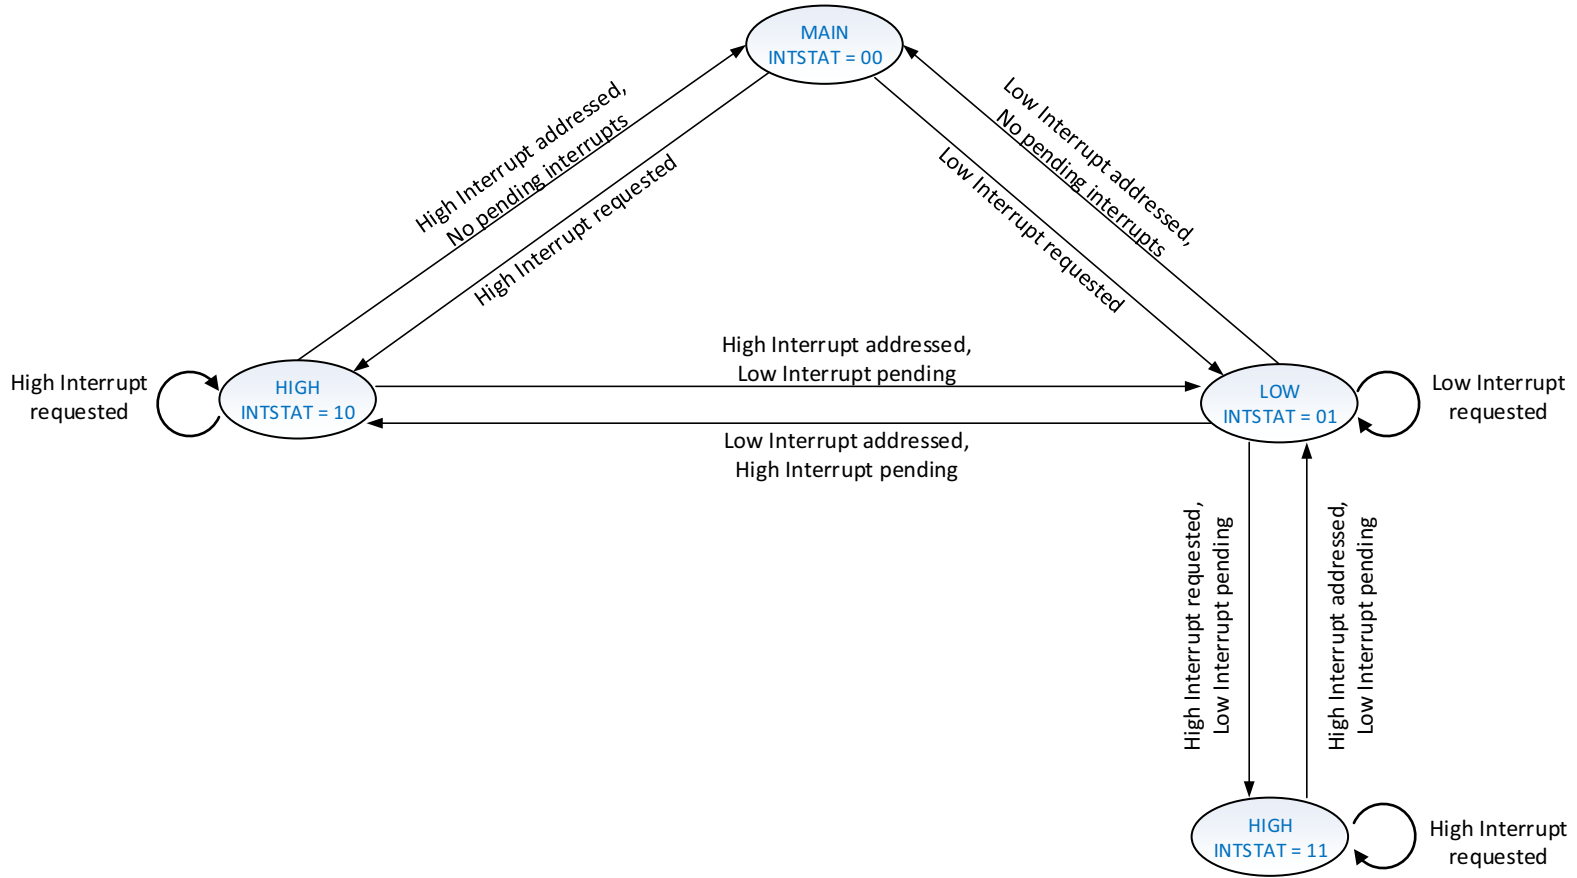 MAIN
INTSTAT = 00
High Interrupt addressed,
No pending interrupts
High Interrupt requested
Low Interrupt addressed,
No pending interrupts
Low Interrupt requested
High Interrupt addressed,
Low Interrupt pending
High Interrupt
requested
HIGH
INTSTAT = 10
LOW
INTSTAT = 01
Low Interrupt
requested
Low Interrupt addressed,
High Interrupt pending
High Interrupt requested,
Low Interrupt pending
High Interrupt addressed,
Low Interrupt pending
HIGH
INTSTAT = 11
High Interrupt
requested